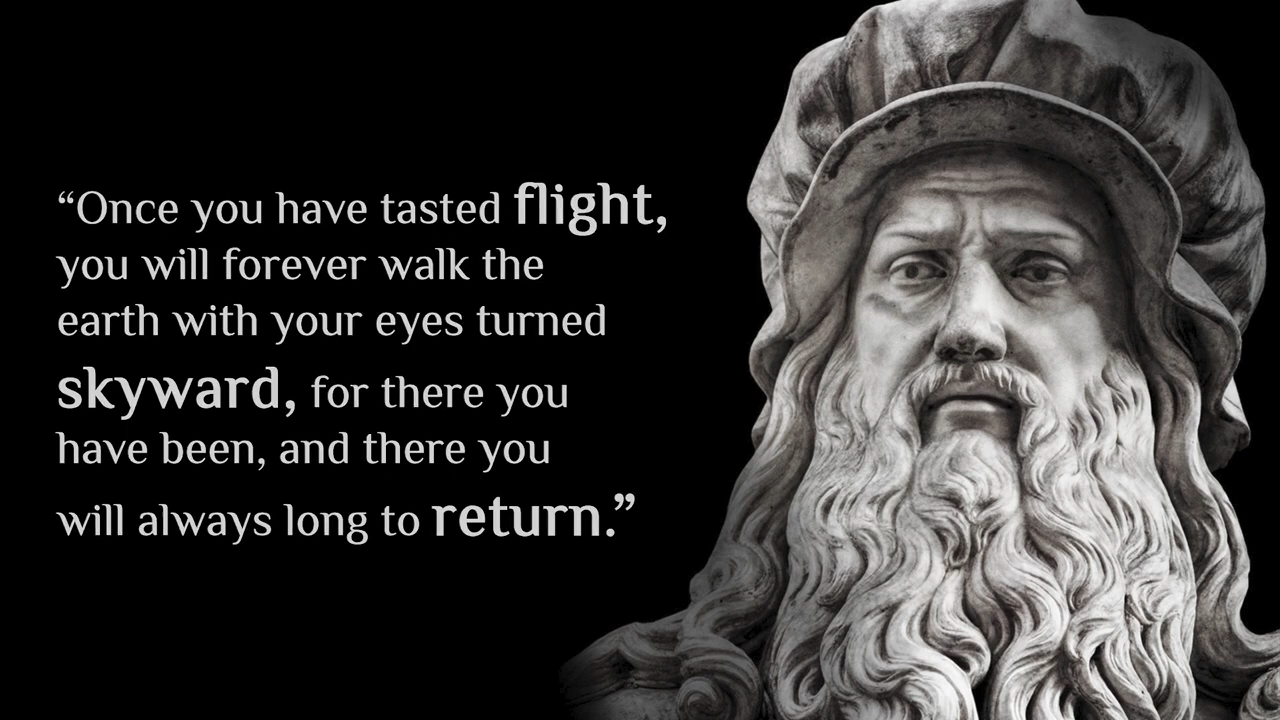 “Once you have tasted flight,
you will forever walk the
earth with your eyes turned
skyward, for there you
have been, and there you
will always long to return.”